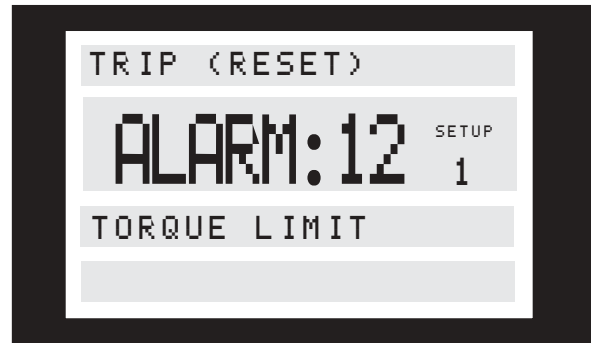 TRIP (RESET)
ALARM:12
SETUP
1
TORQUE LIMIT